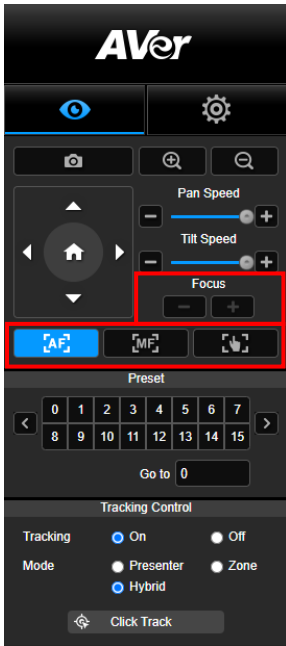 AVer
Pan Speed
− +
Tilt Speed
− +
Focus
− +
[AF] [MF]
Preset
< 0 1 2 3 4 5 6 7 >
8 9 10 11 12 13 14 15
Go to 0
Tracking Control
Tracking On Off
Mode Presenter Zone
Hybrid
Click Track